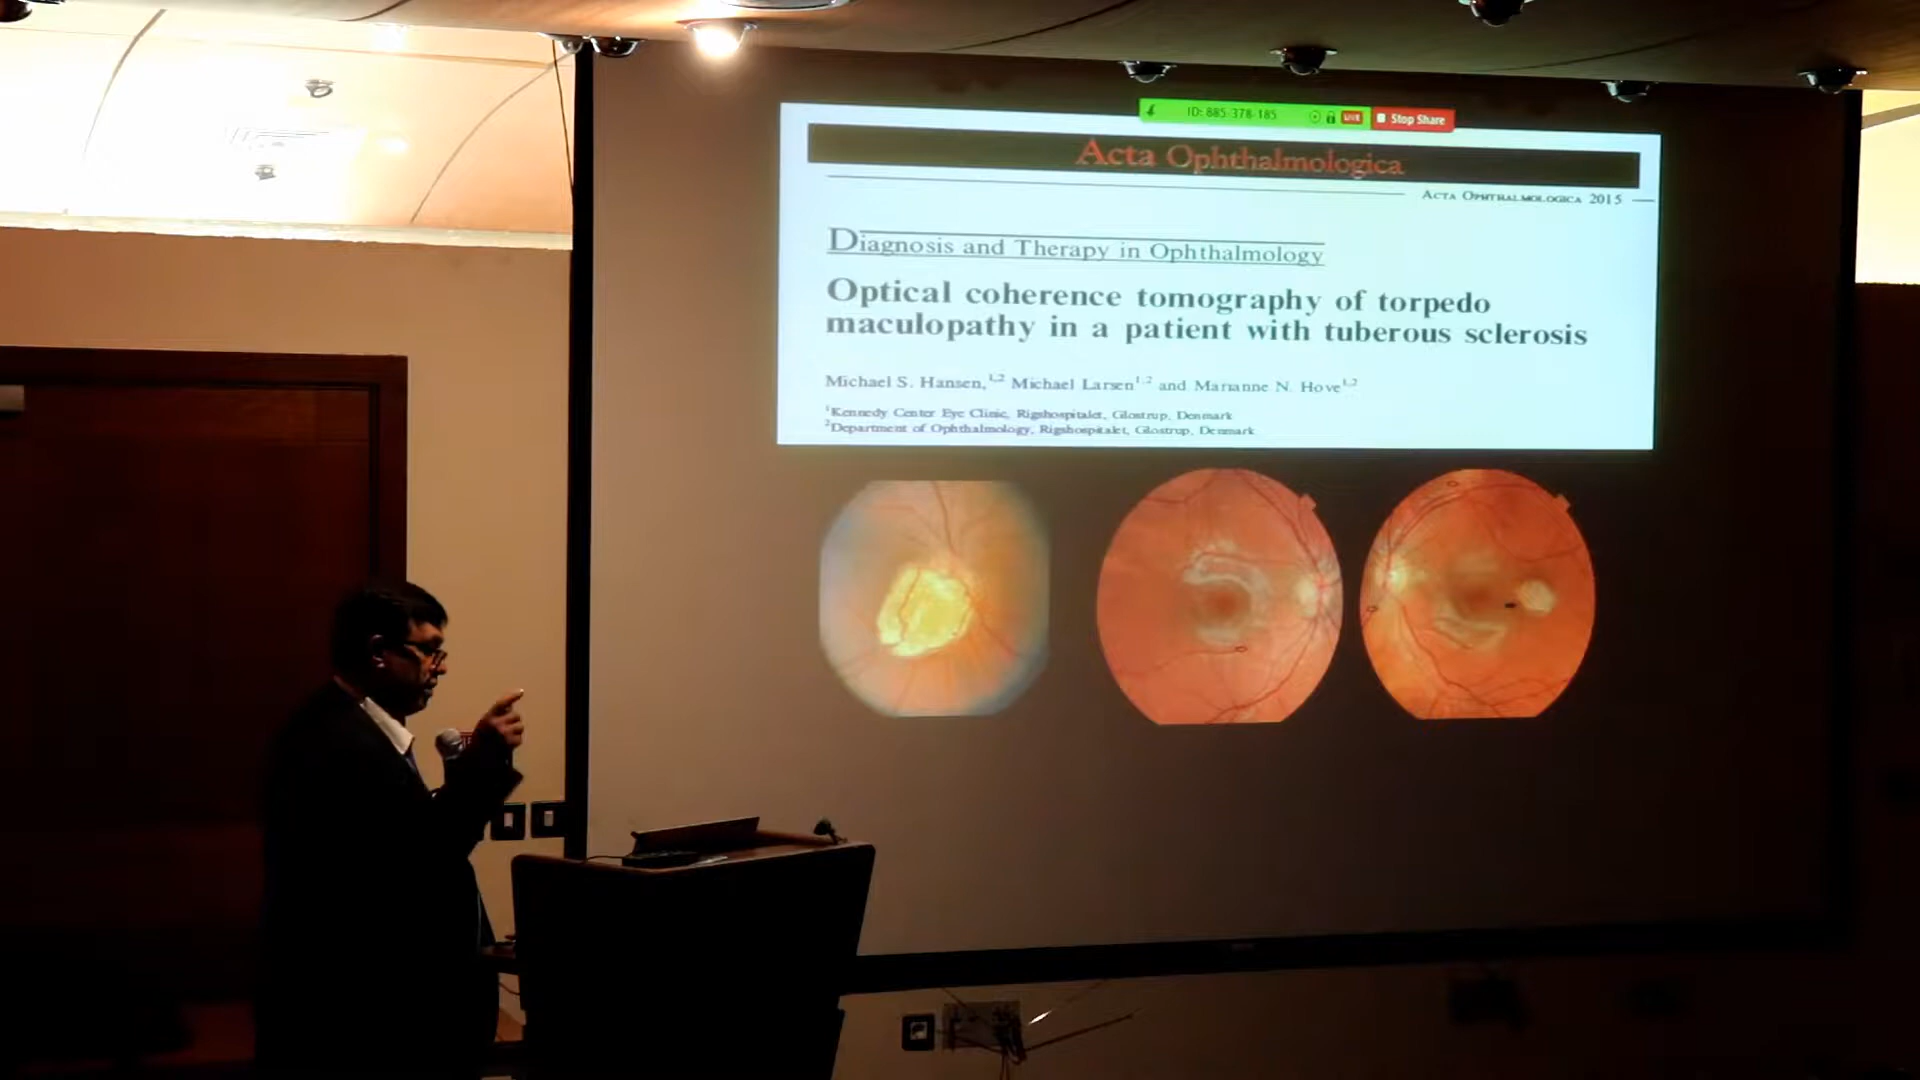 ID: 885-378-185 LIVE Stop Share
Acta Ophthalmologica
ACTA OPHTHALMOLOGICA 2015
Diagnosis and Therapy in Ophthalmology
Optical coherence tomography of torpedo
maculopathy in a patient with tuberous sclerosis
Michael S. Hansen,1,2 Michael Larsen1,2 and Marianne N. Hove1,2
1Kennedy Center Eye Clinic, Rigshospitalet, Glostrup, Denmark
2Department of Ophthalmology, Rigshospitalet, Glostrup, Denmark